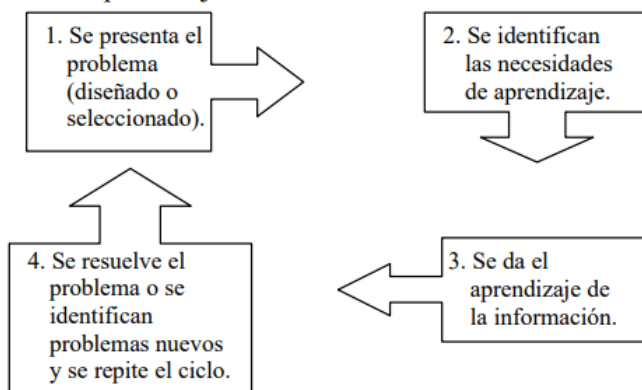 1. Se presenta el
problema
(diseñado o
seleccionado).
2. Se identifican
las necesidades
de aprendizaje.
3. Se da el
aprendizaje de
la información.
4. Se resuelve el
problema o se
identifican
problemas nuevos
y se repite el ciclo.